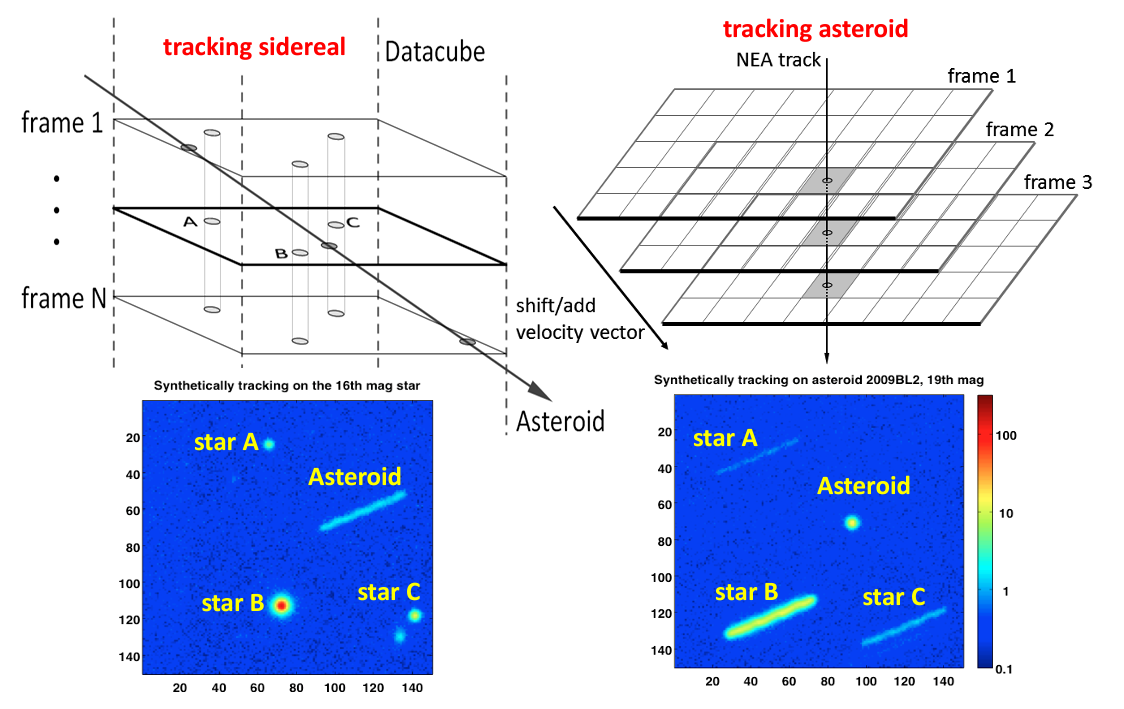 tracking sidereal
Datacube
frame 1
A
C
B
frame N
Asteroid
tracking asteroid
NEA track
frame 1
frame 2
frame 3
shift/add
velocity vector
Synthetically tracking on the 16th mag star
star A
Asteroid
star B
star C
20
40
60
80
100
120
140
20 40 60 80 100 120 140
Synthetically tracking on asteroid 2009BL2, 19th mag
star A
Asteroid
star B
star C
20
40
60
80
100
120
140
20 40 60 80 100 120 140
100
10
1
0.1